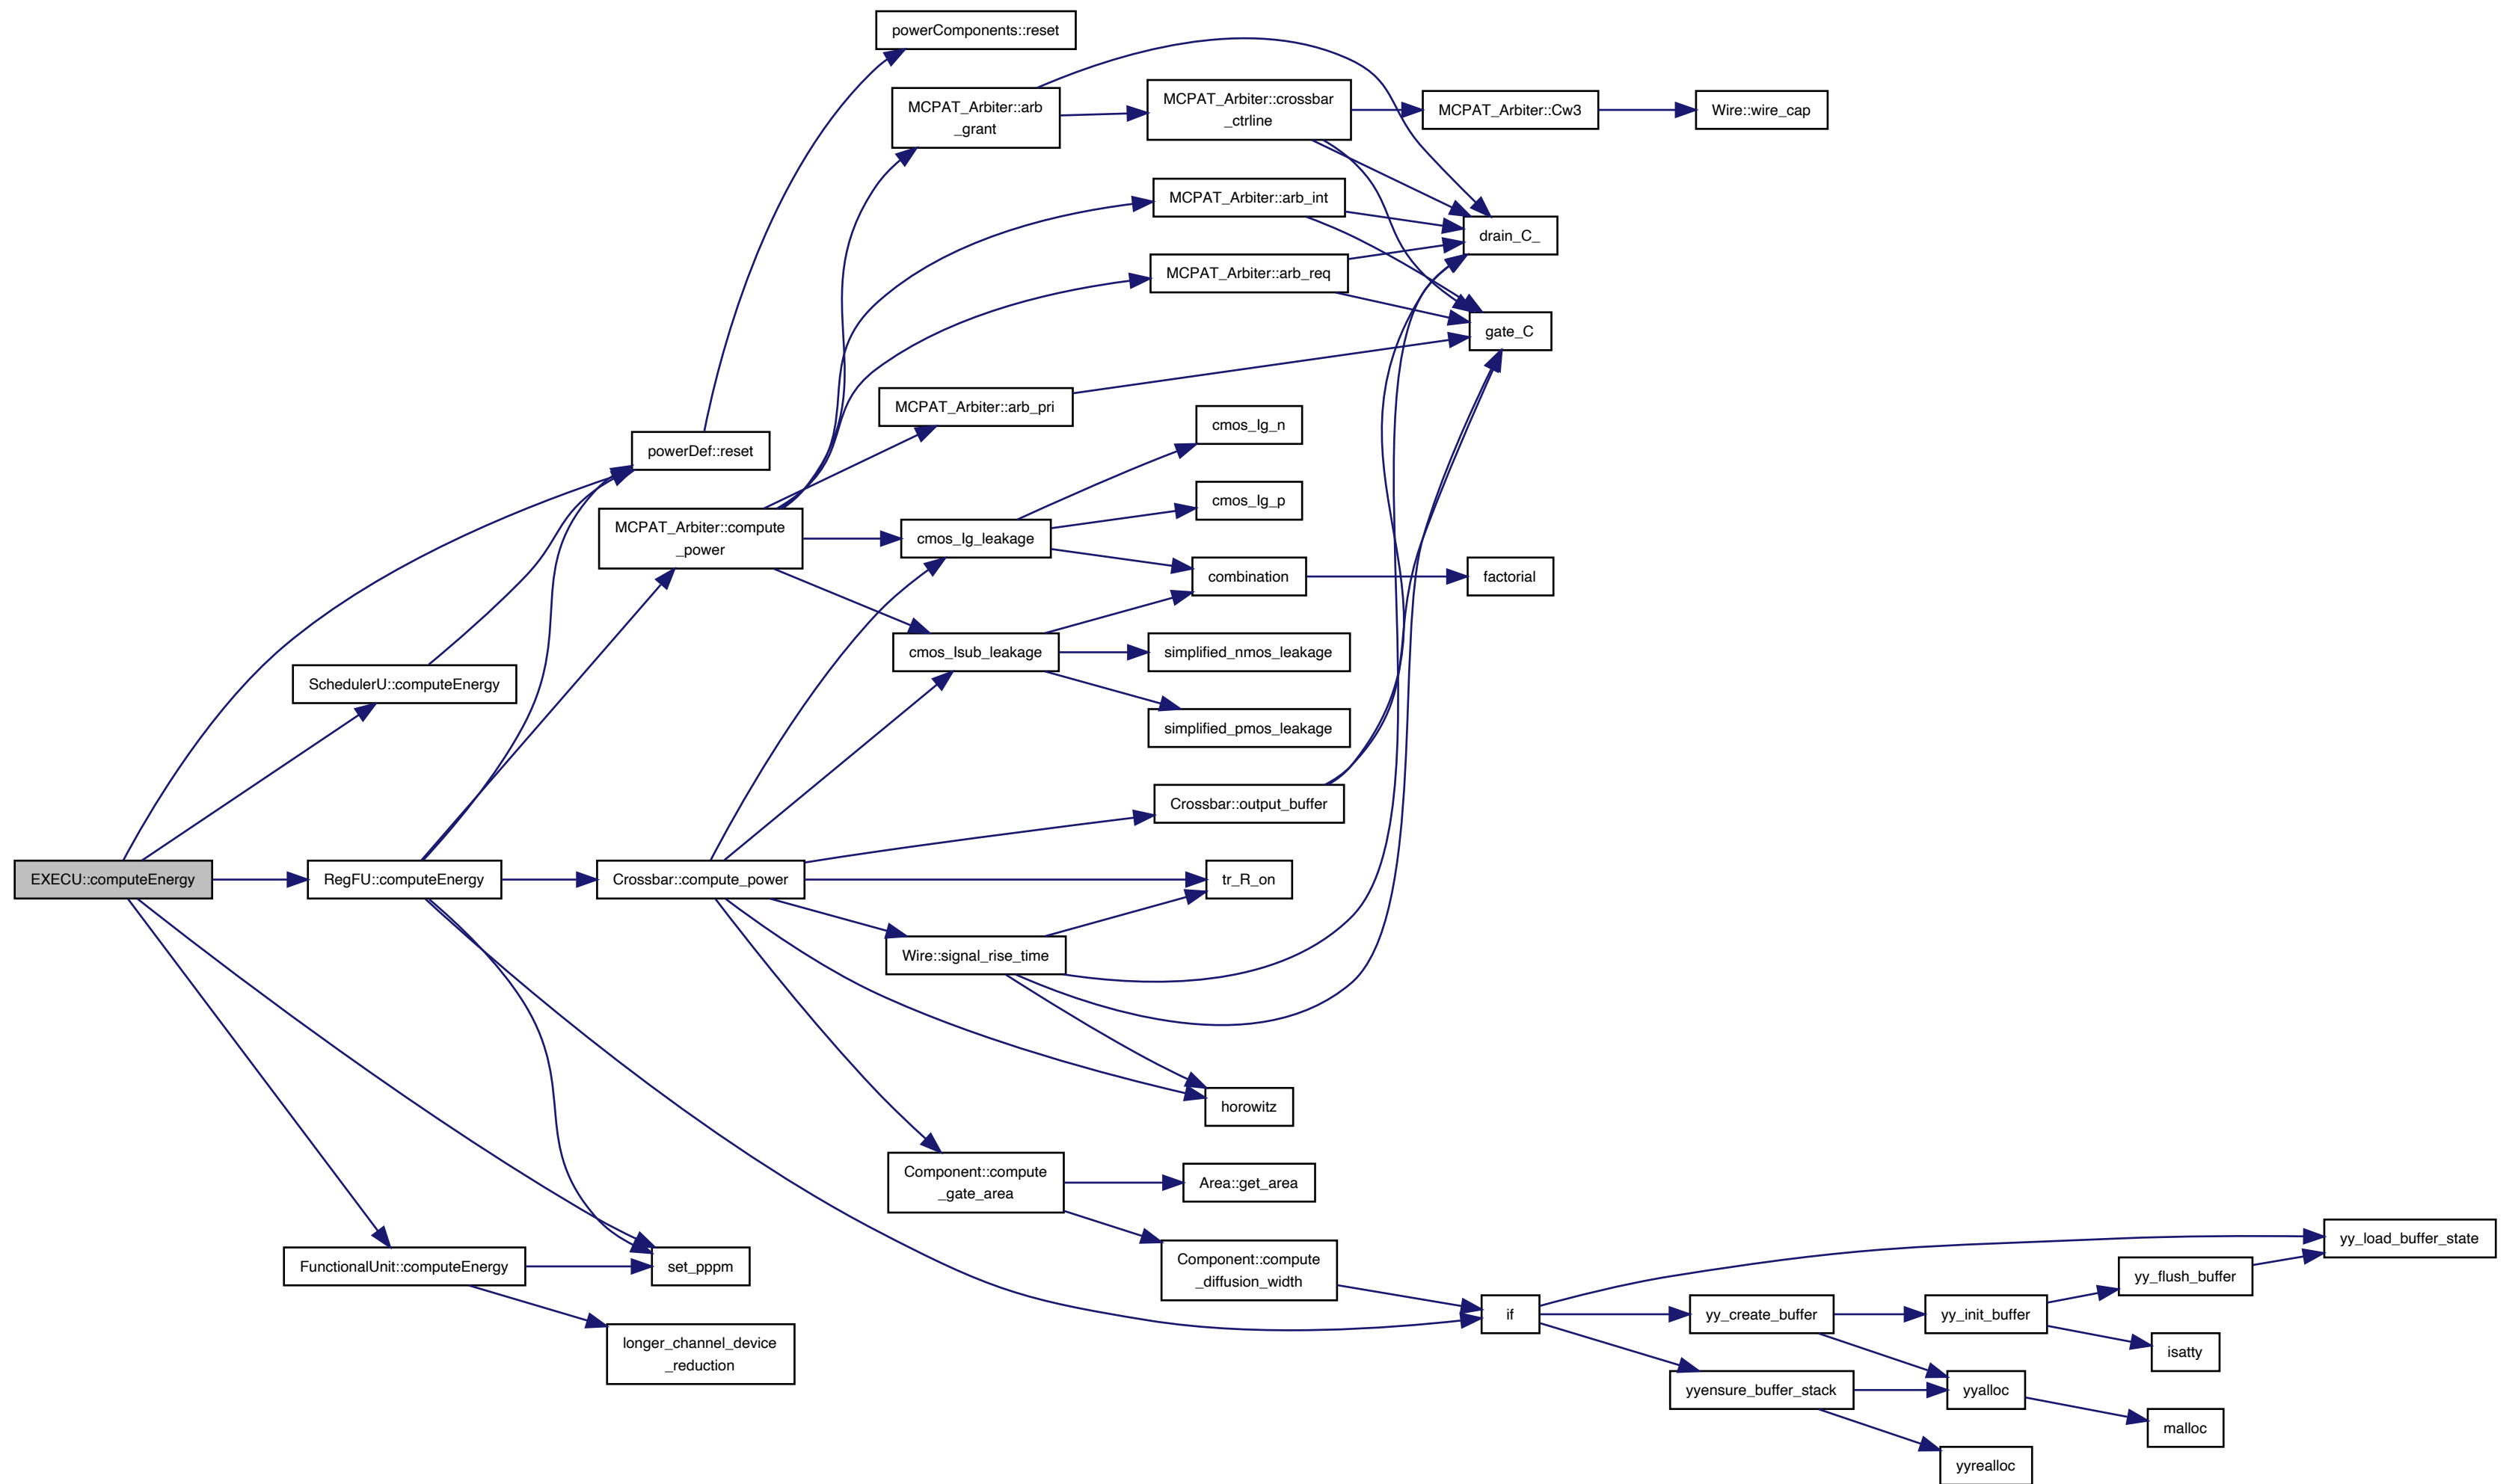 powerComponents::reset
MCPAT_Arbiter::arb
_grant
MCPAT_Arbiter::crossbar
_ctrline
MCPAT_Arbiter::Cw3
Wire::wire_cap
MCPAT_Arbiter::arb_int
drain_C_
MCPAT_Arbiter::arb_req
gate_C
MCPAT_Arbiter::arb_pri
cmos_Ig_n
powerDef::reset
cmos_Ig_p
MCPAT_Arbiter::compute
_power
cmos_Ig_leakage
combination
factorial
cmos_Isub_leakage
simplified_nmos_leakage
SchedulerU::computeEnergy
simplified_pmos_leakage
Crossbar::output_buffer
EXECU::computeEnergy
RegFU::computeEnergy
Crossbar::compute_power
tr_R_on
Wire::signal_rise_time
horowitz
Component::compute
_gate_area
Area::get_area
Component::compute
_diffusion_width
yy_load_buffer_state
FunctionalUnit::computeEnergy
set_pppm
yy_flush_buffer
if
yy_create_buffer
yy_init_buffer
longer_channel_device
_reduction
isatty
yyensure_buffer_stack
yyalloc
malloc
yyrealloc